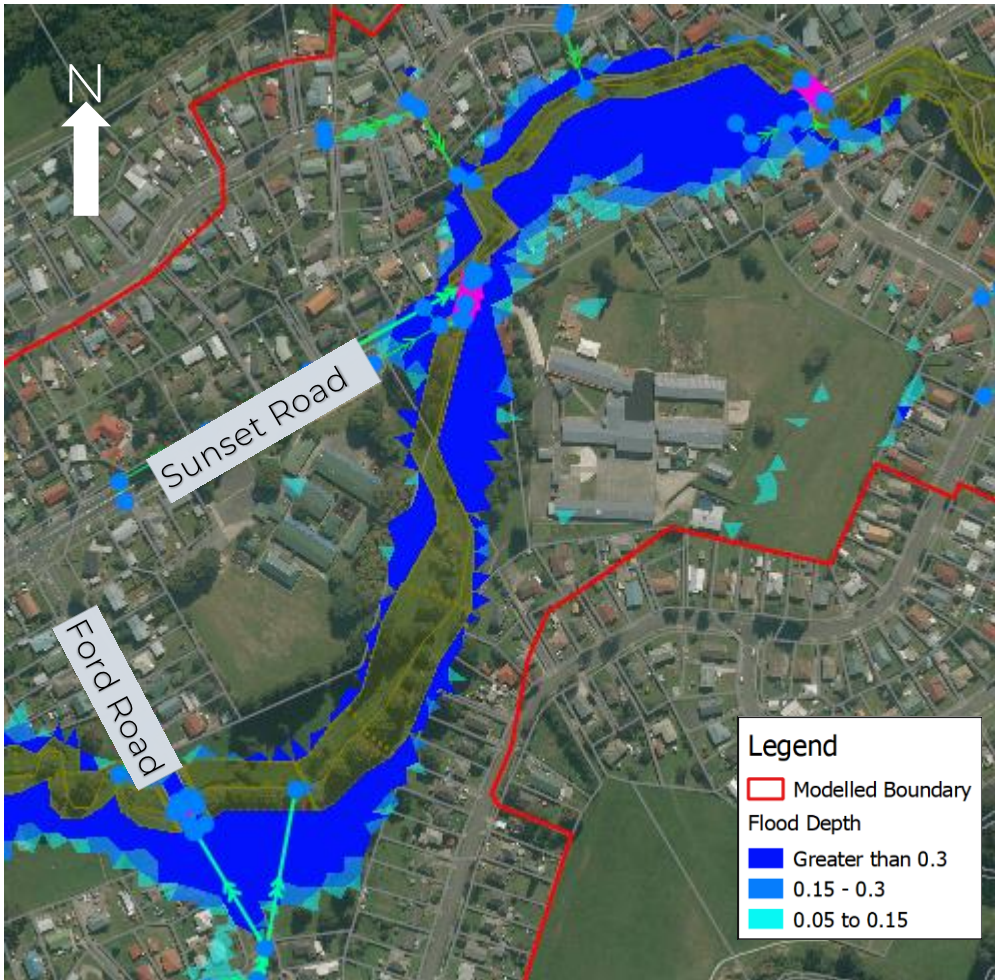 N
Sunset Road
Ford Road
Legend
Modelled Boundary
Flood Depth
Greater than 0.3
0.15 - 0.3
0.05 to 0.15